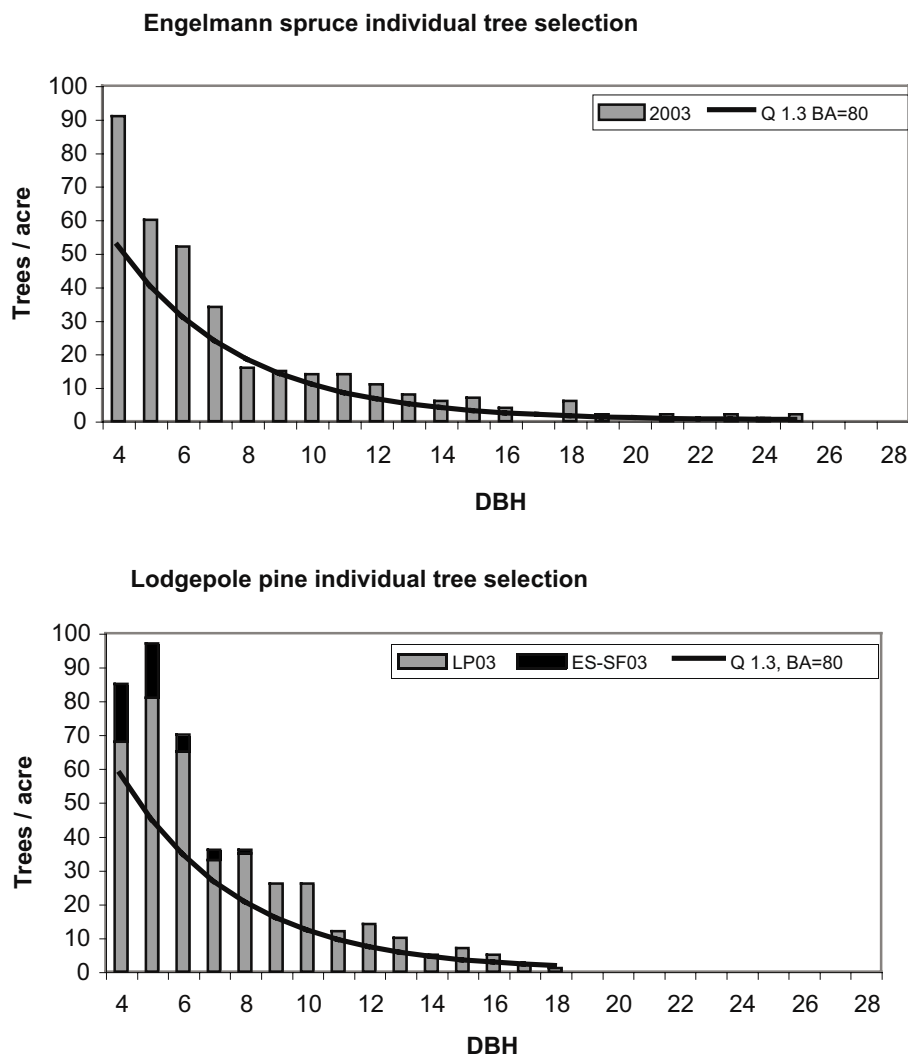 Engelmann spruce individual tree selection
2003 Q 1.3 BA=80
100
90
80
70
60
50
40
30
20
10
0
Trees / acre
4 6 8 10 12 14 16 18 20 22 24 26 28
DBH
Lodgepole pine individual tree selection
LP03 ES-SF03 Q 1.3, BA=80
100
90
80
70
60
50
40
30
20
10
0
Trees / acre
4 6 8 10 12 14 16 18 20 22 24 26 28
DBH